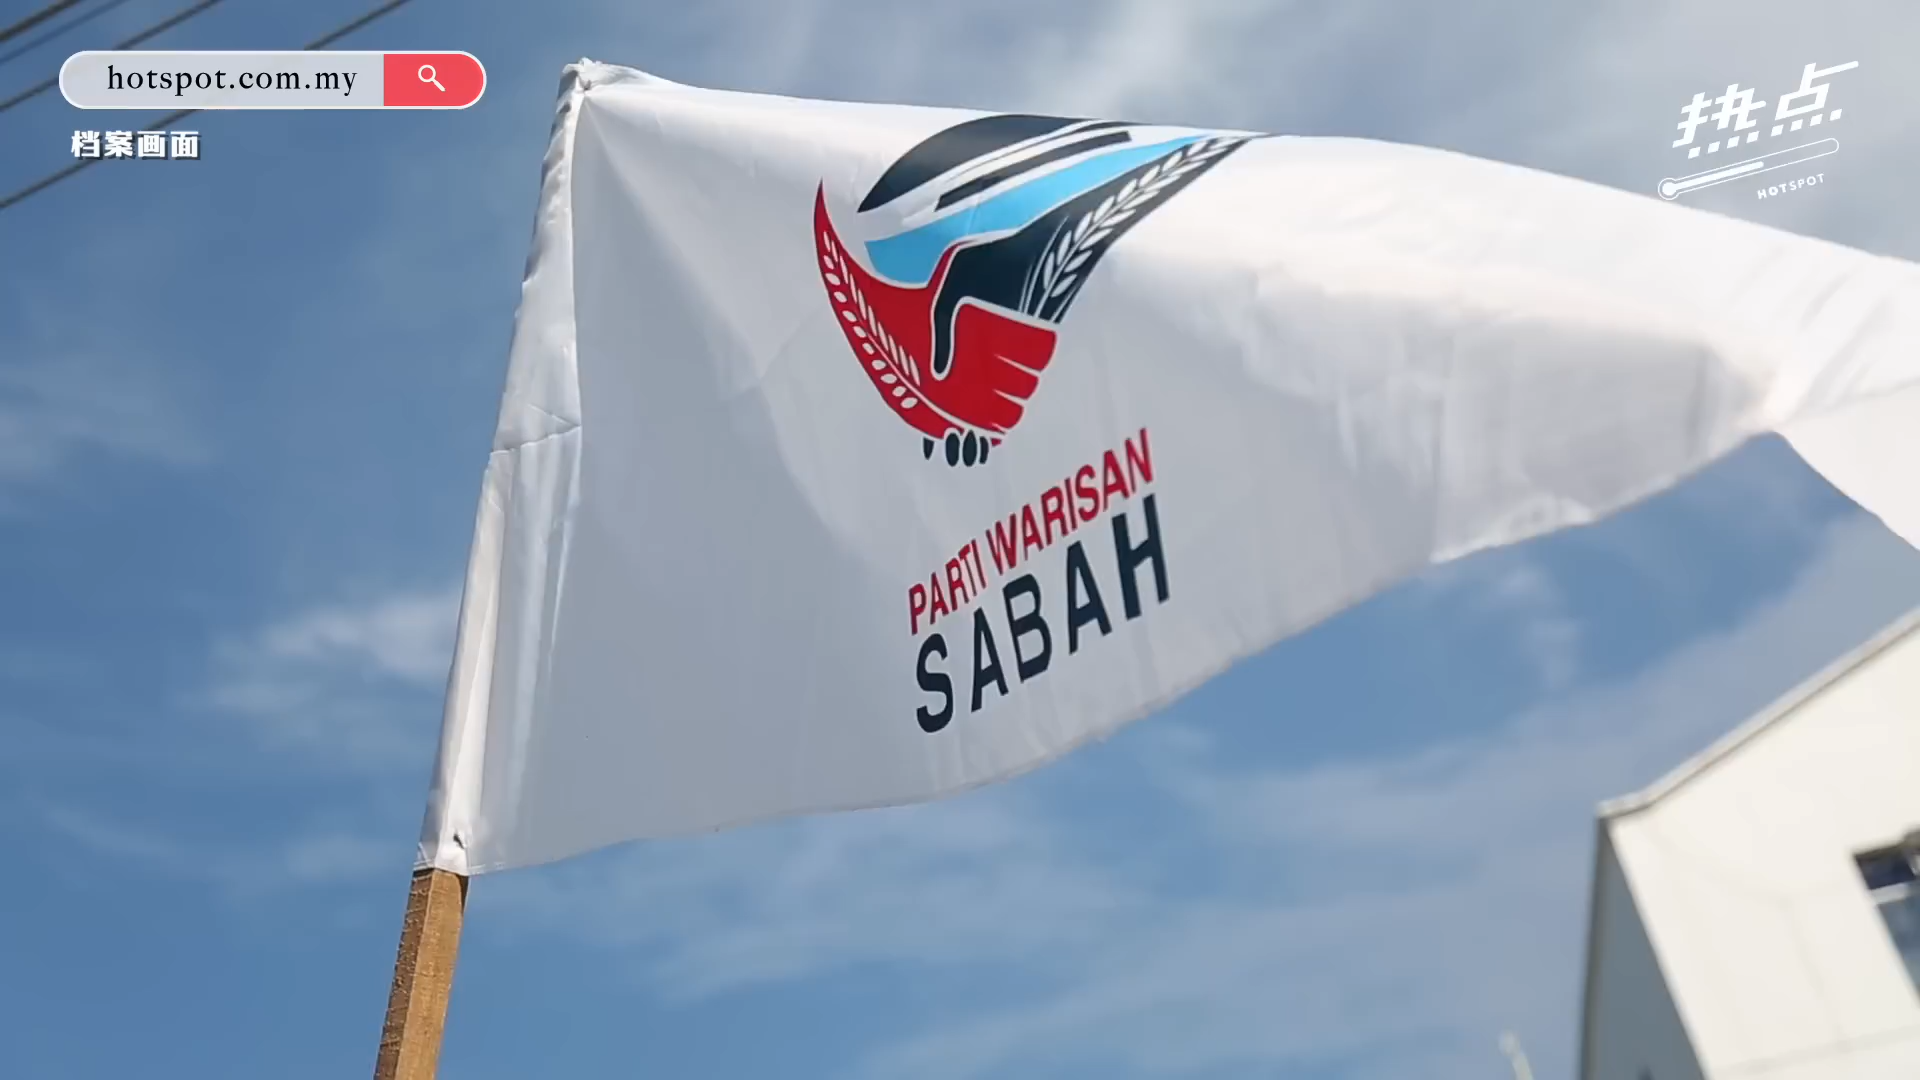 hotspot.com.my
档案画面
热点
HOTSPOT
PARTI WARISAN
SABAH